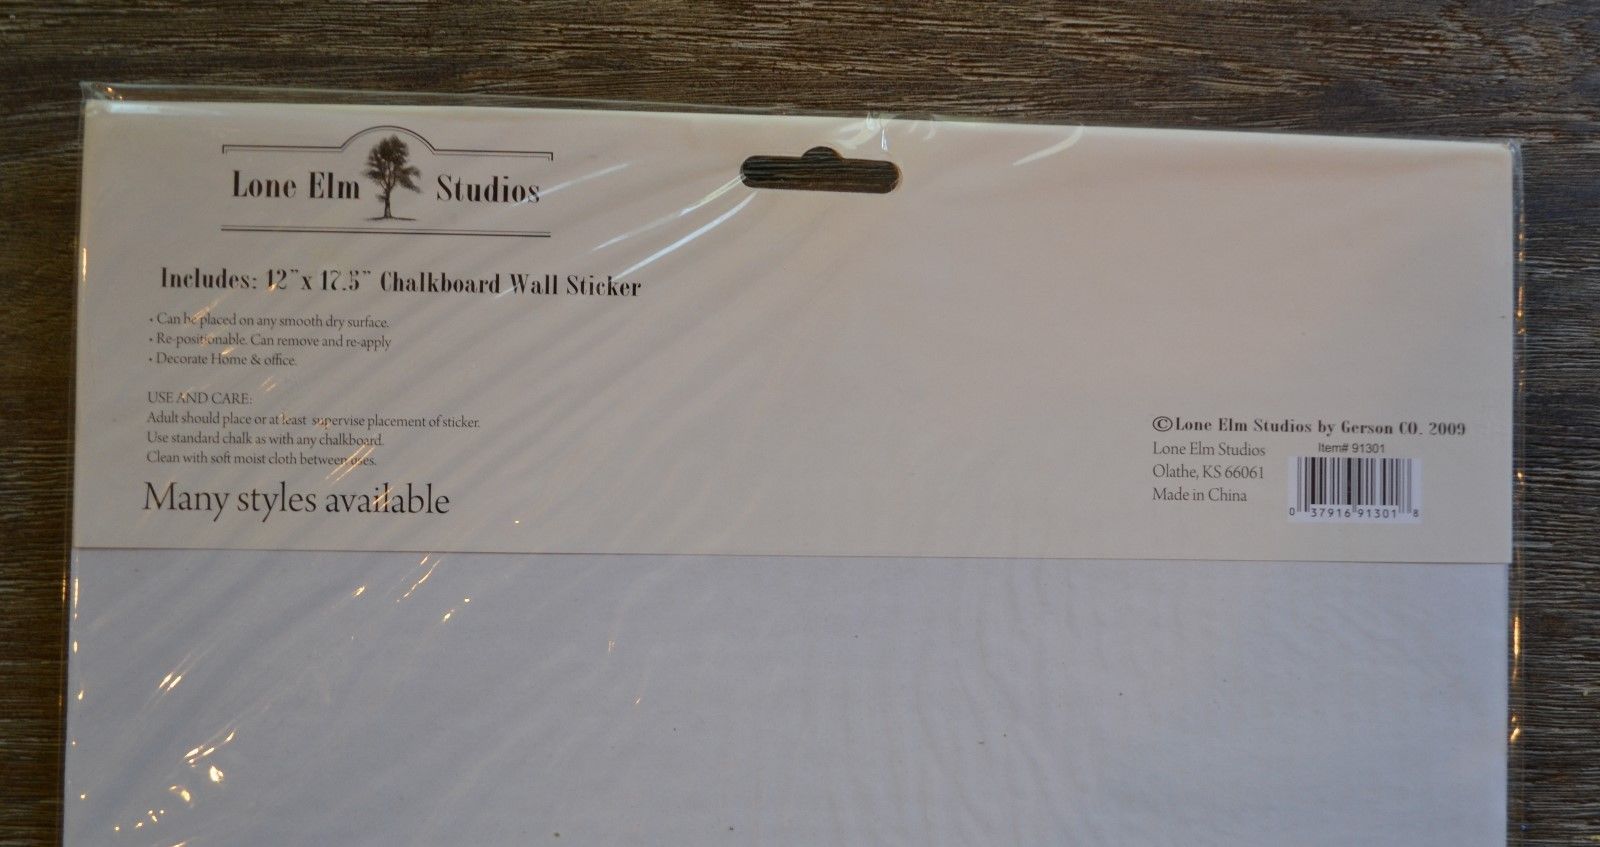 Lone Elm Studios
Includes: 12"x 17.5" Chalkboard Wall Sticker
• Can be placed on any smooth dry surface.
• Re-positionable. Can remove and re-apply
• Decorate Home & office.
USE AND CARE:
Adult should place or at least supervise placement of sticker.
Use standard chalk as with any chalkboard.
Clean with soft moist cloth between uses.
Many styles available
©Lone Elm Studios by Gerson CO. 2009
Lone Elm Studios
Olathe, KS 66061
Made in China
Item# 91301
0 37916 91301 8